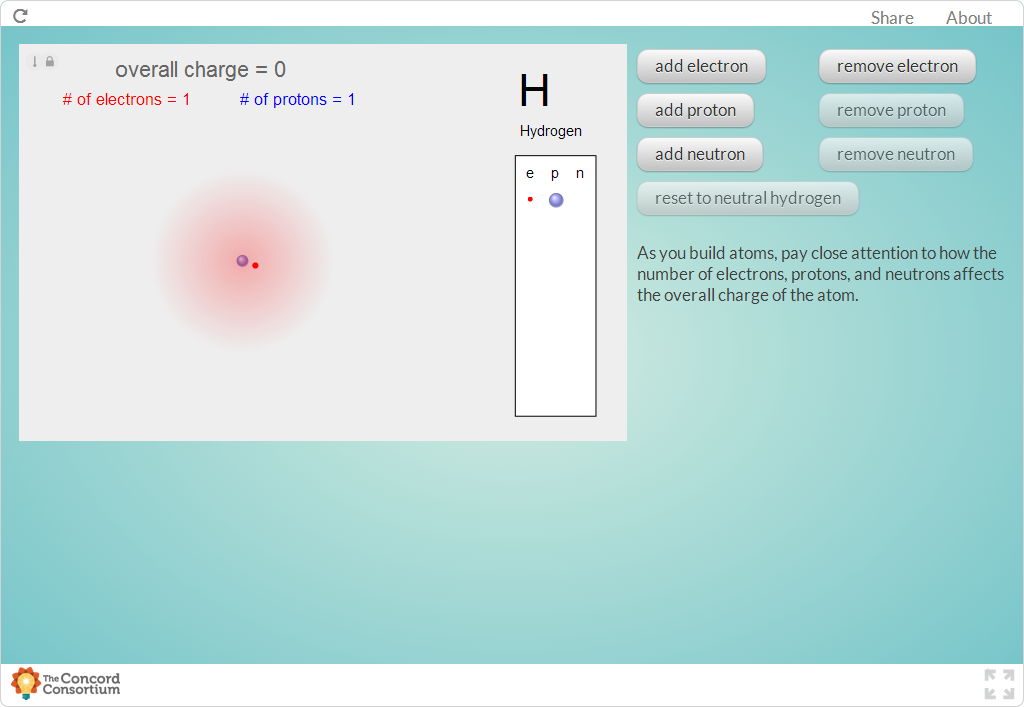 Share About
overall charge = 0
# of electrons = 1 # of protons = 1
H
Hydrogen
e p n
add electron remove electron
add proton remove proton
add neutron remove neutron
reset to neutral hydrogen
As you build atoms, pay close attention to how the
number of electrons, protons, and neutrons affects
the overall charge of the atom.
The Concord
Consortium